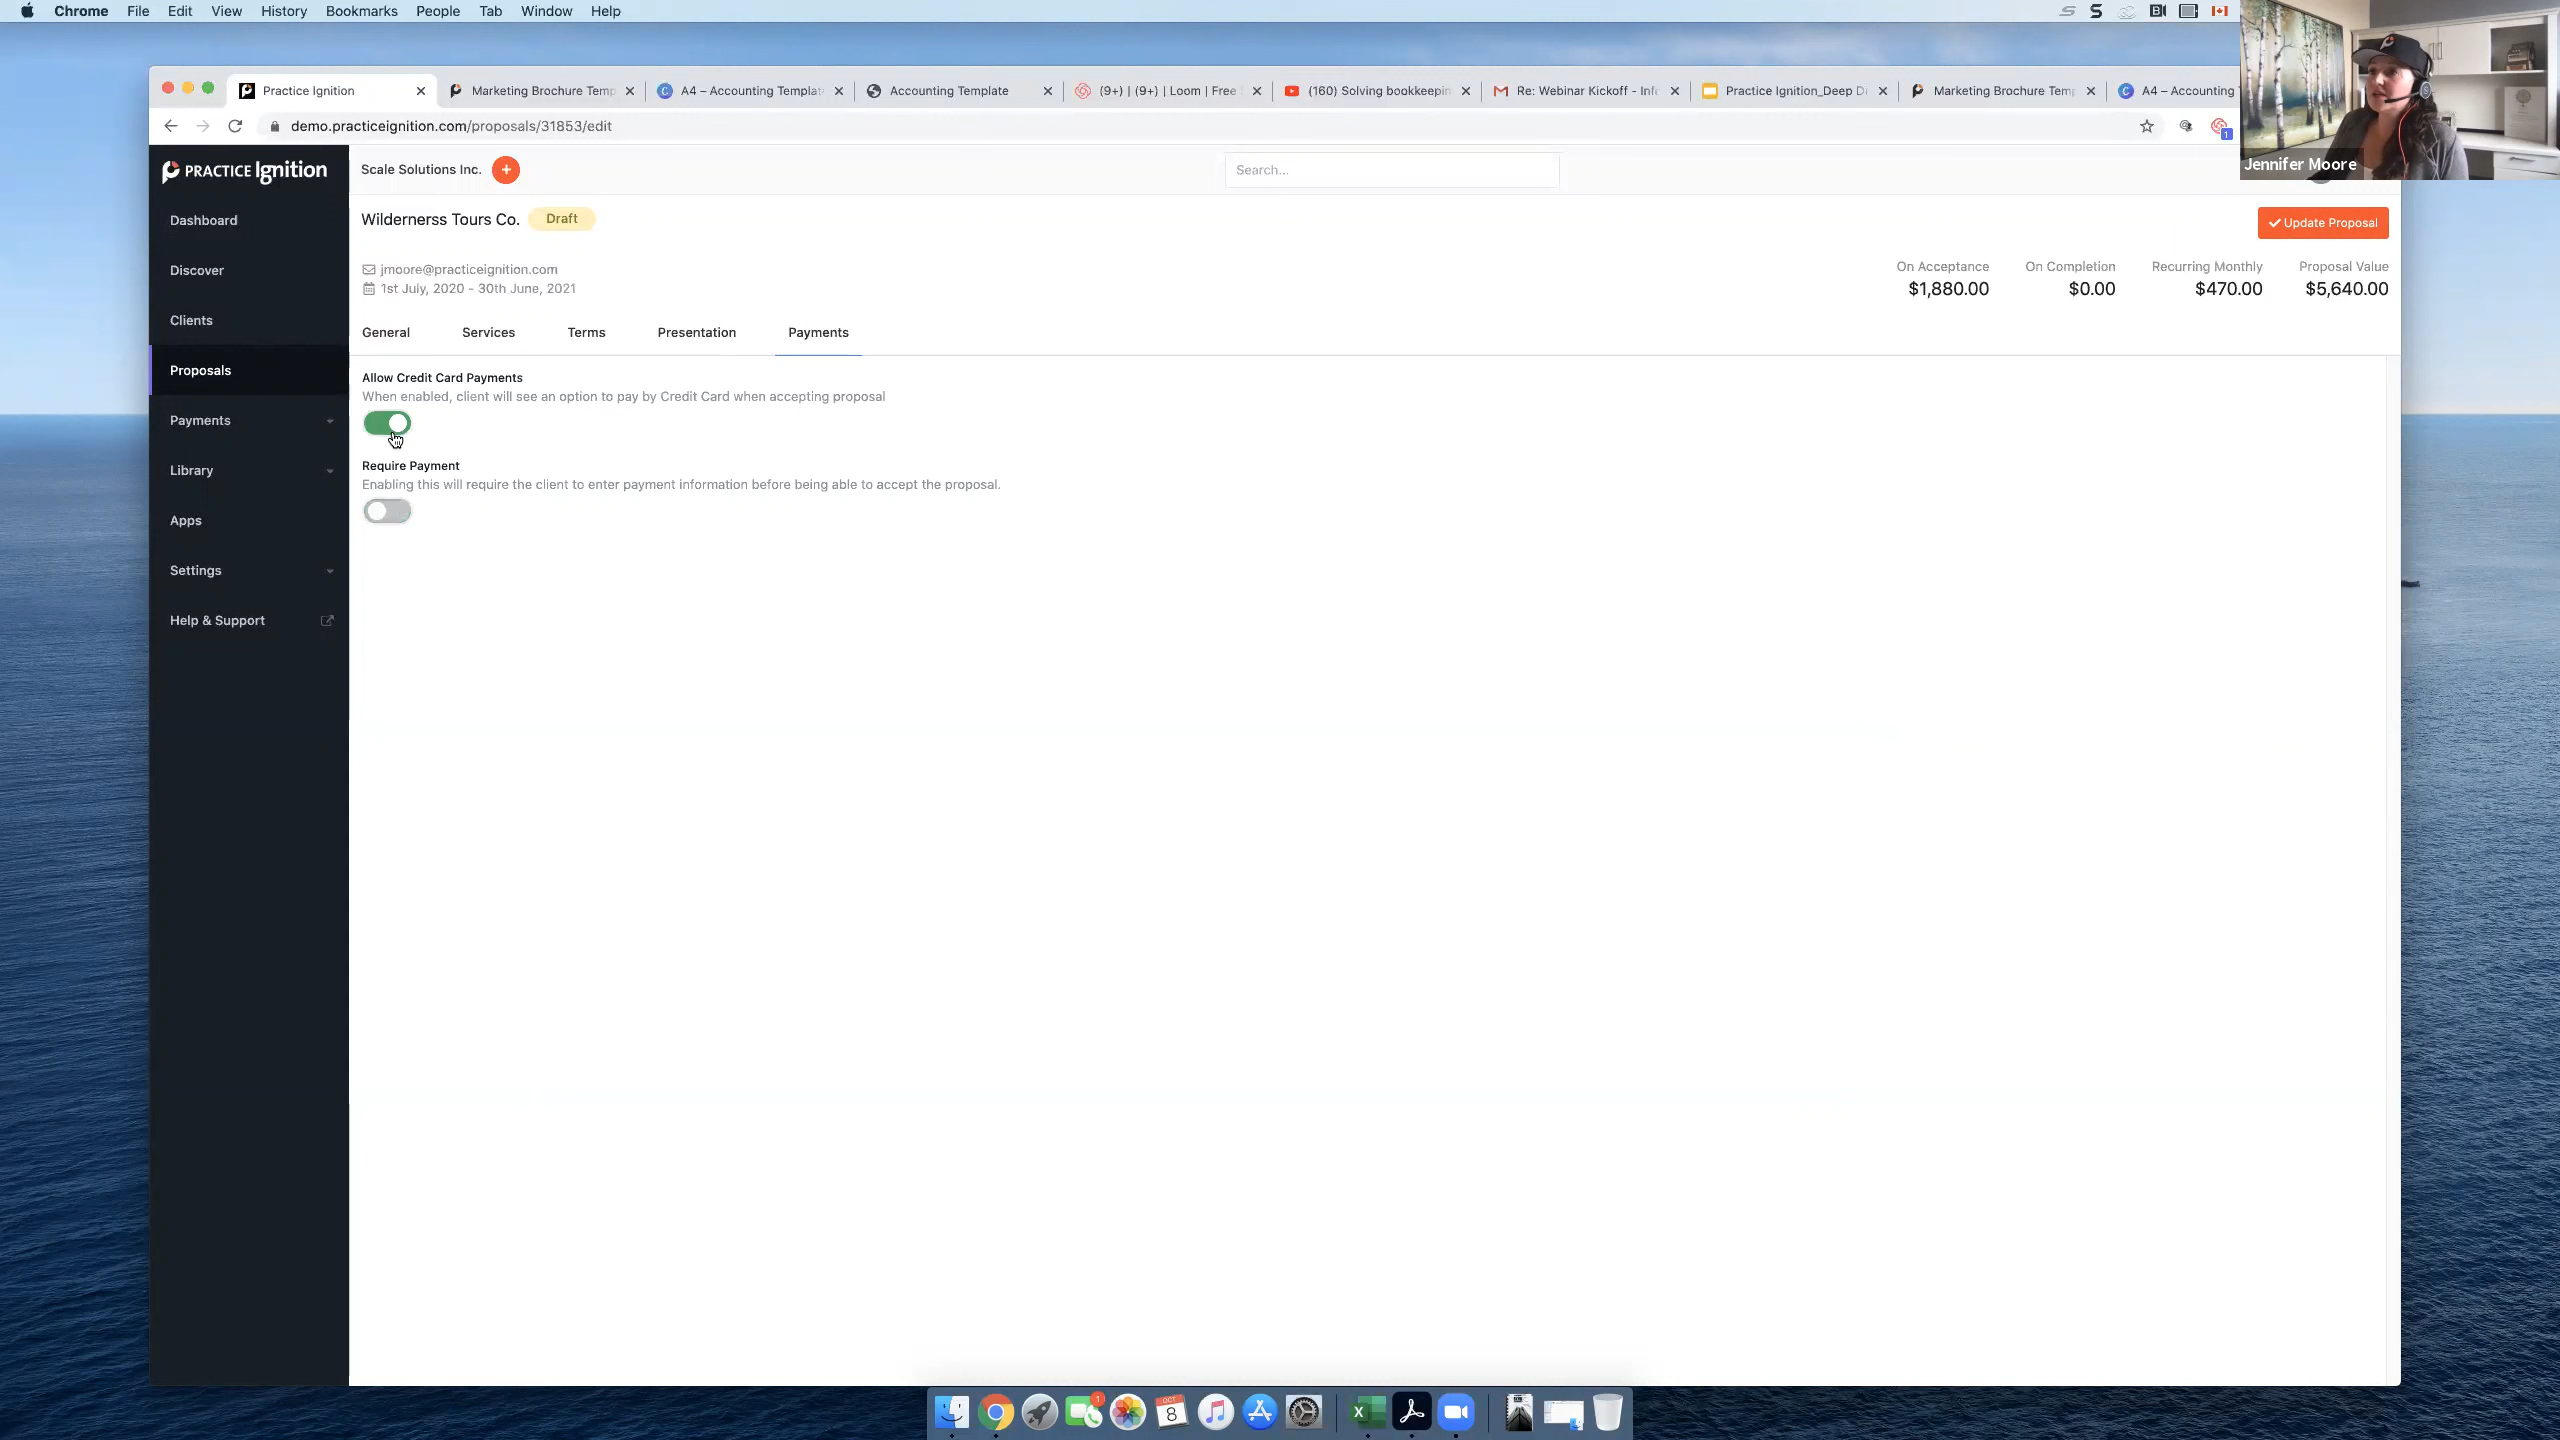 Chrome File Edit View History Bookmarks People Tab Window Help
Practice Ignition
Marketing Brochure Temp
A4 – Accounting Templat
Accounting Template
(9+) | (9+) | Loom | Free
(160) Solving bookkeepin
Re: Webinar Kickoff - Info
Practice Ignition_Deep D
Marketing Brochure Temp
A4 – Accounting
demo.practiceignition.com/proposals/31853/edit
1
Jennifer Moore
PRACTICE Ignition
Scale Solutions Inc.
Search...
Dashboard
Discover
Clients
Proposals
Payments
Library
Apps
Settings
Help & Support
Wildernerss Tours Co. Draft
Update Proposal
jmoore@practiceignition.com
1st July, 2020 - 30th June, 2021
On Acceptance On Completion Recurring Monthly Proposal Value
$1,880.00 $0.00 $470.00 $5,640.00
General Services Terms Presentation Payments
Allow Credit Card Payments
When enabled, client will see an option to pay by Credit Card when accepting proposal
Require Payment
Enabling this will require the client to enter payment information before being able to accept the proposal.
1
OCT
8